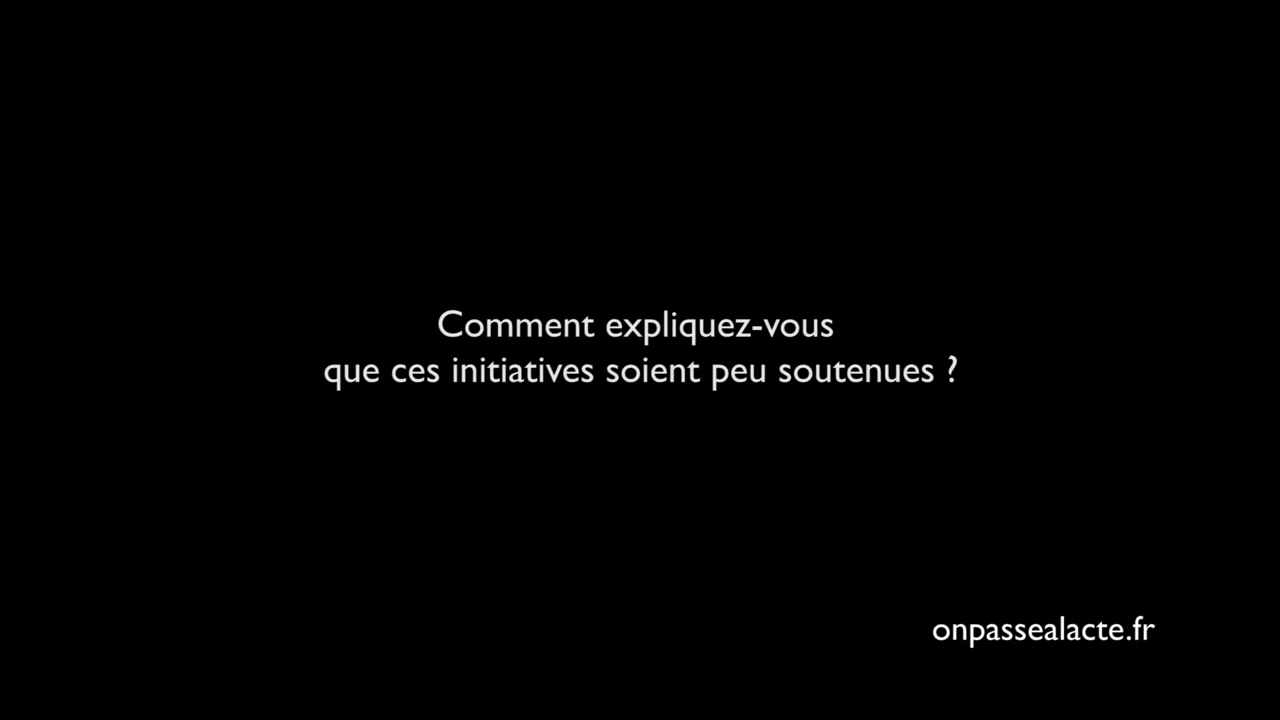 Comment expliquez-vous
que ces initiatives soient peu soutenues ?
onpassealacte.fr